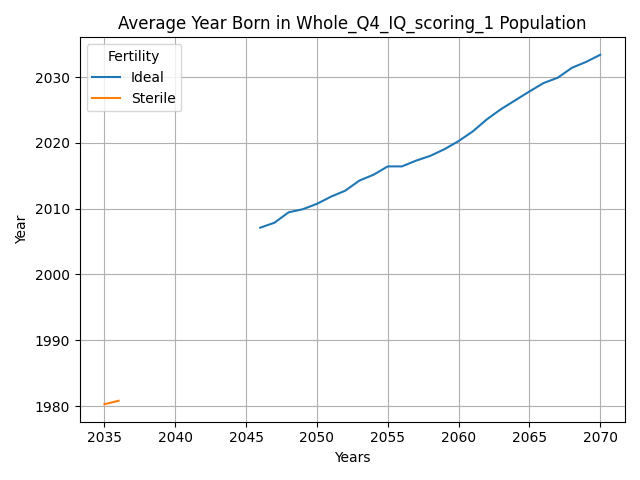 Average Year Born in Whole_Q4_IQ_scoring_1 Population
Fertility
Ideal
Sterile
Year
2030
2020
2010
2000
1990
1980
2035 2040 2045 2050 2055 2060 2065 2070
Years